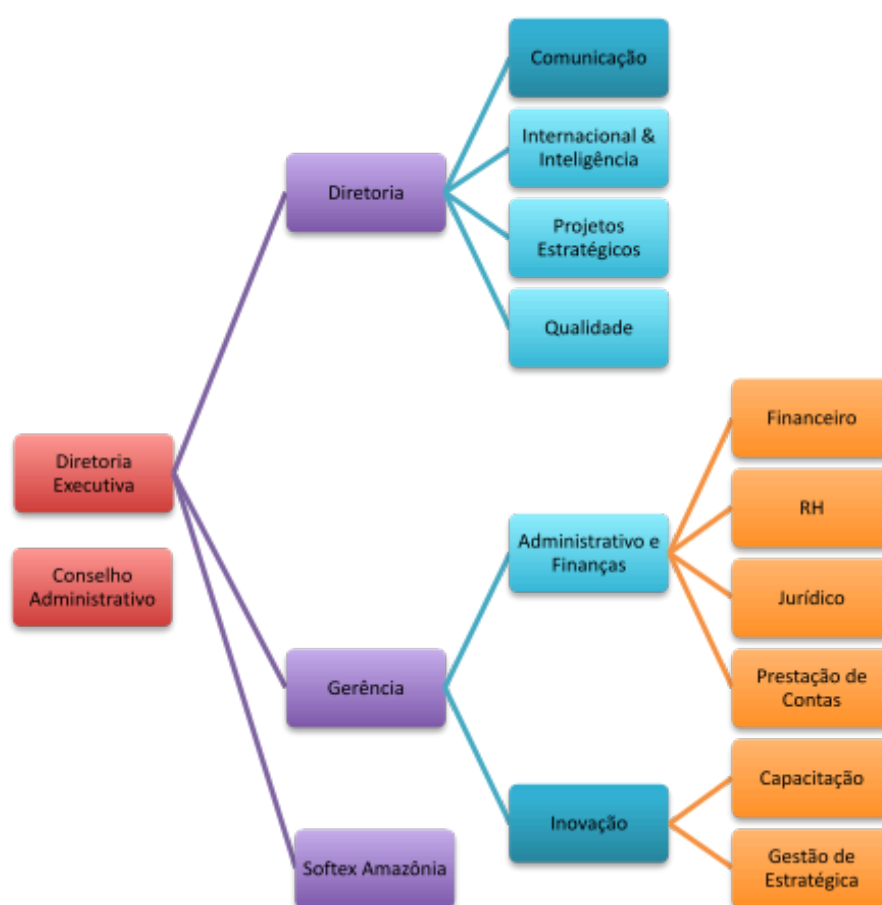 Comunicação
Internacional &
Inteligência
Diretoria
Projetos
Estratégicos
Qualidade
Financeiro
Diretoria
Executiva
RH
Administrativo e
Finanças
Conselho
Administrativo
Jurídico
Gerência
Prestação de
Contas
Capacitação
Inovação
Softex Amazônia
Gestão de
Estratégica